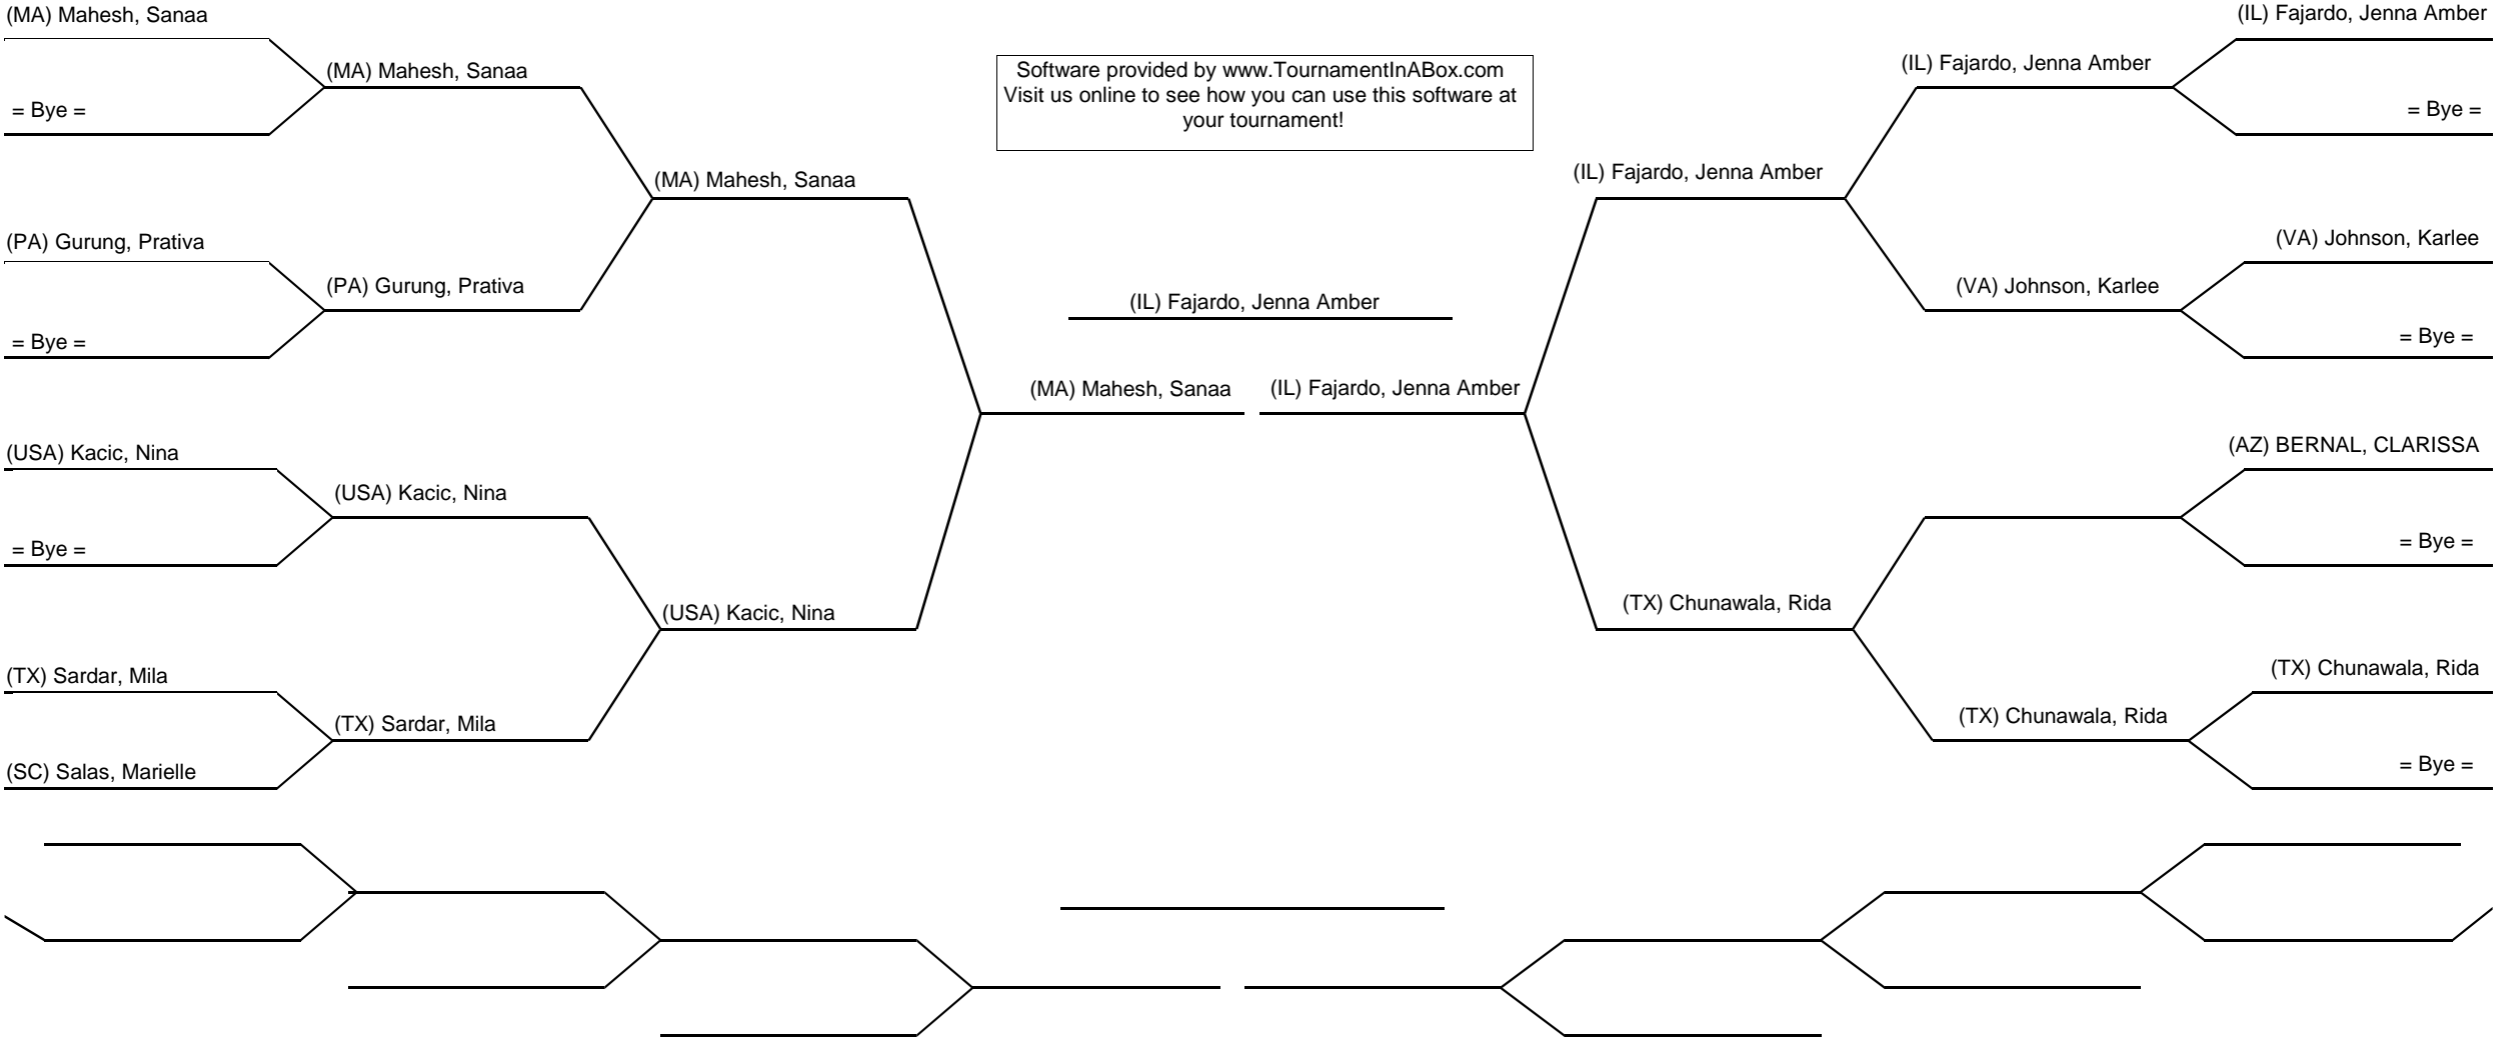 (MA) Mahesh, Sanaa
(IL) Fajardo, Jenna Amber
(MA) Mahesh, Sanaa
Software provided by www.TournamentInABox.com
Visit us online to see how you can use this software at
your tournament!
(IL) Fajardo, Jenna Amber
= Bye =
= Bye =
(MA) Mahesh, Sanaa
(IL) Fajardo, Jenna Amber
(PA) Gurung, Prativa
(VA) Johnson, Karlee
(PA) Gurung, Prativa
(IL) Fajardo, Jenna Amber
(VA) Johnson, Karlee
= Bye =
= Bye =
(MA) Mahesh, Sanaa
(IL) Fajardo, Jenna Amber
(USA) Kacic, Nina
(AZ) BERNAL, CLARISSA
(USA) Kacic, Nina
= Bye =
= Bye =
(USA) Kacic, Nina
(TX) Chunawala, Rida
(TX) Sardar, Mila
(TX) Chunawala, Rida
(TX) Sardar, Mila
(TX) Chunawala, Rida
(SC) Salas, Marielle
= Bye =